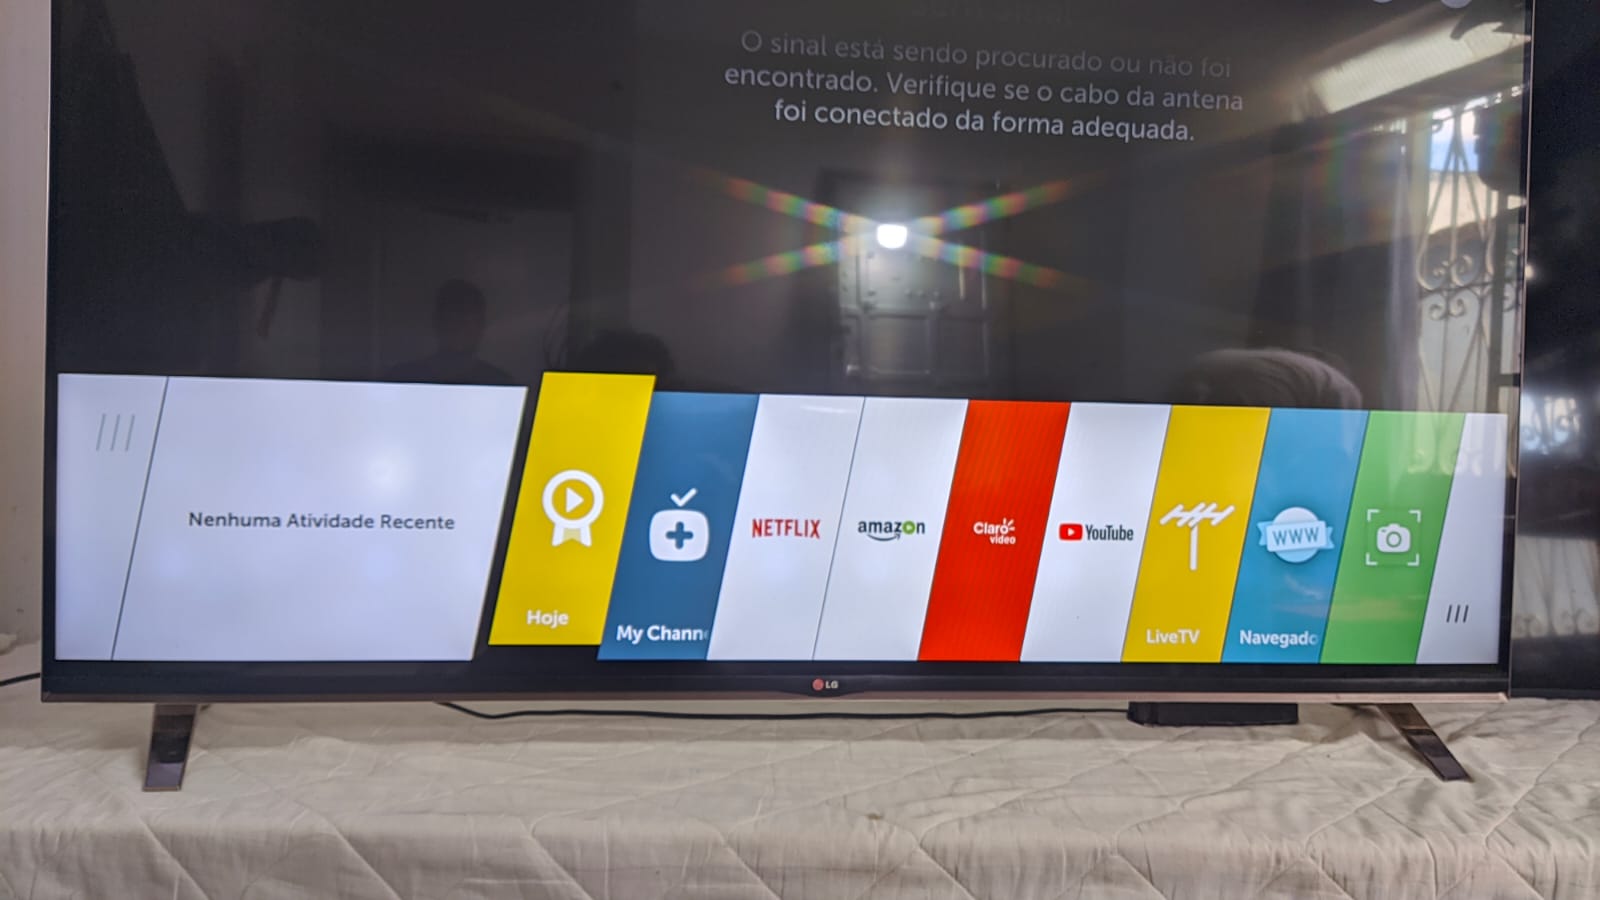 O sinal está sendo procurado ou não foi
encontrado. Verifique se o cabo da antena
foi conectado da forma adequada.
Nenhuma Atividade Recente
Hoje
My Chann
NETFLIX
amazon
Claro
video
YouTube
LiveTV
www
Navegado
LG